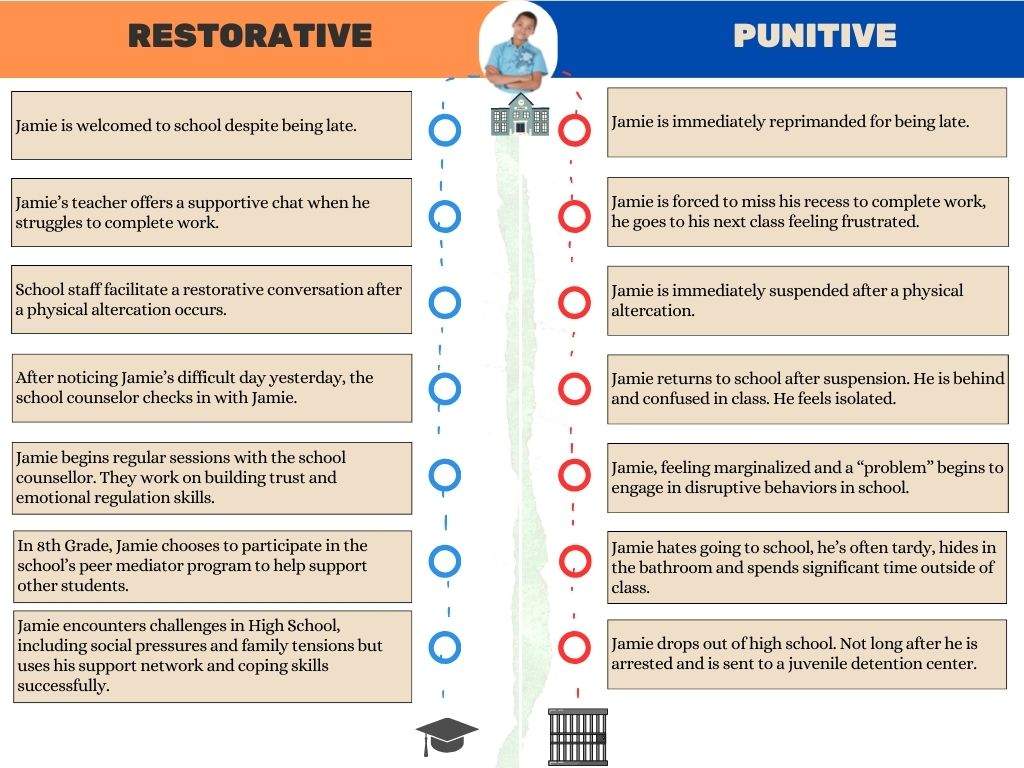 RESTORATIVE
PUNITIVE
Jamie is welcomed to school despite being late.
Jamie's teacher offers a supportive chat when he
struggles to complete work.
School staff facilitate a restorative conversation after
a physical altercation occurs.
After noticing Jamie's difficult day yesterday, the
school counselor checks in with Jamie.
Jamie begins regular sessions with the school
counsellor. They work on building trust and
emotional regulation skills.
In 8th Grade, Jamie chooses to participate in the
school's peer mediator program to help support
other students.
Jamie encounters challenges in High School,
including social pressures and family tensions but
uses his support network and coping skills
successfully.
Jamie is immediately reprimanded for being late.
Jamie is forced to miss his recess to complete work,
he goes to his next class feeling frustrated.
Jamie is immediately suspended after a physical
altercation.
Jamie returns to school after suspension. He is behind
and confused in class. He feels isolated.
Jamie, feeling marginalized and a “problem” begins to
engage in disruptive behaviors in school.
Jamie hates going to school, he's often tardy, hides in
the bathroom and spends significant time outside of
class.
Jamie drops out of high school. Not long after he is
arrested and is sent to a juvenile detention center.